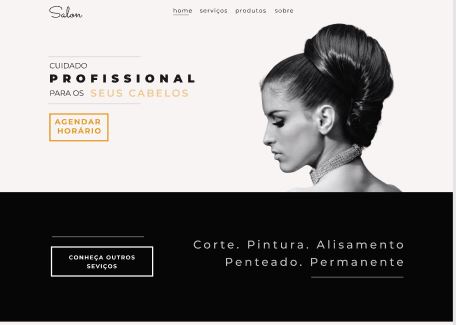 Salon
home serviços produtos sobre
CUIDADO
PROFISSIONAL
PARA OS SEUS CABELOS
AGENDAR
HORÁRIO
Corte. Pintura. Alisamento
Penteado. Permanente
CONHEÇA OUTROS
SEVIÇOS